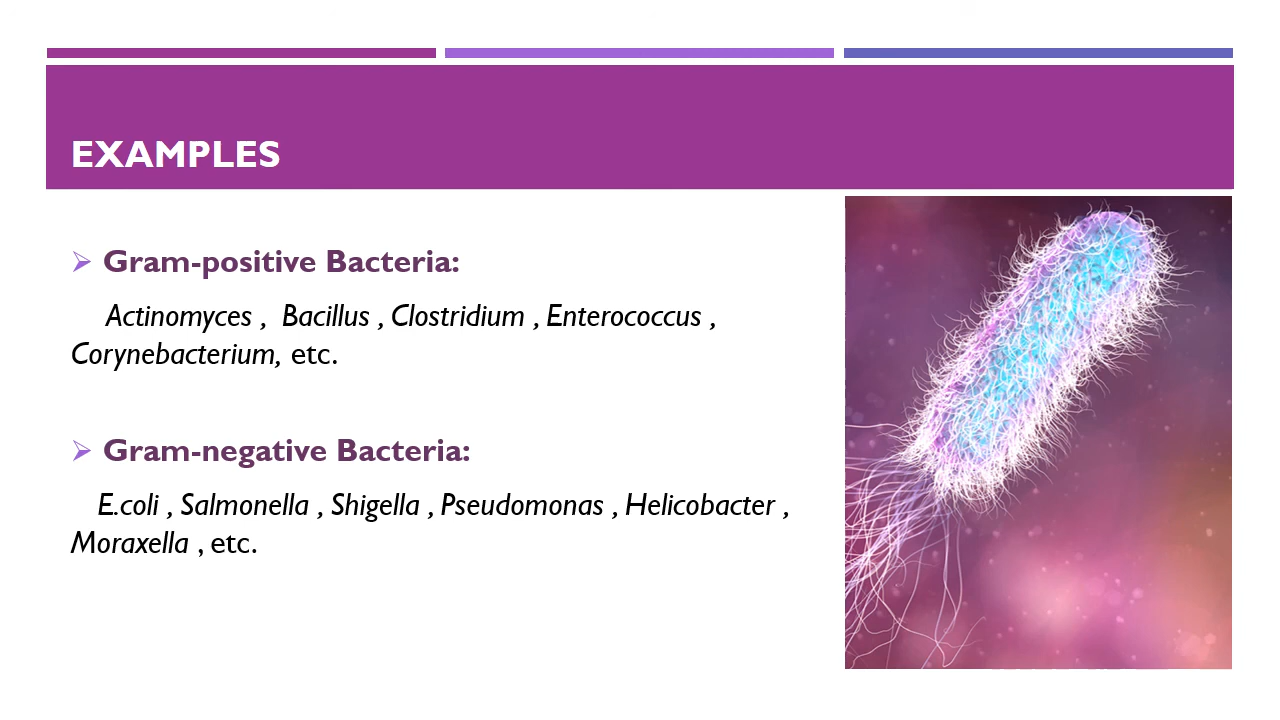 EXAMPLES
➢ Gram-positive Bacteria:
Actinomyces ,  Bacillus , Clostridium , Enterococcus ,
Corynebacterium, etc.
➢ Gram-negative Bacteria:
E.coli , Salmonella , Shigella , Pseudomonas , Helicobacter ,
Moraxella , etc.